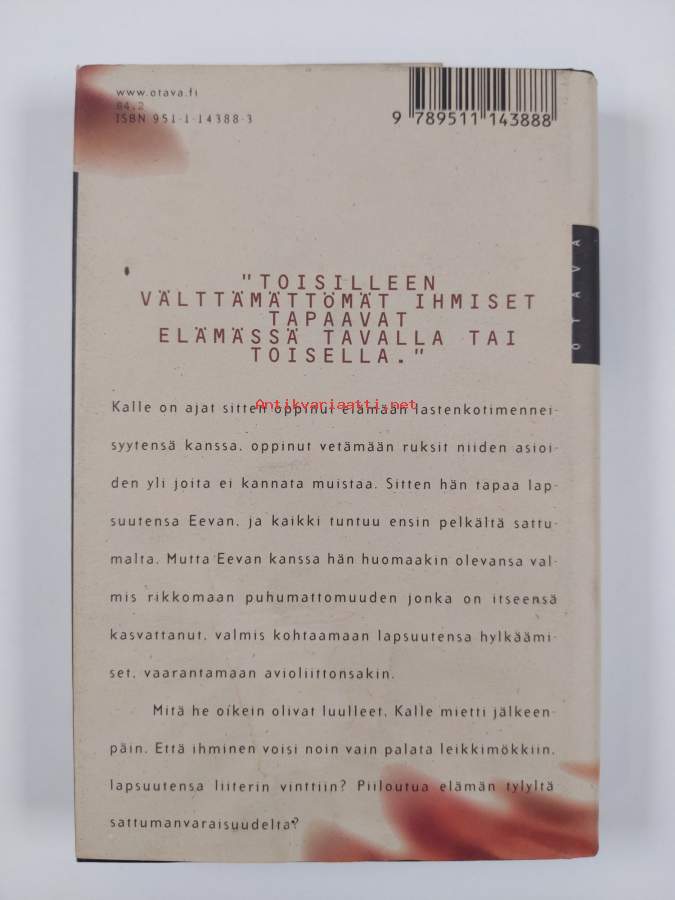 www.otava.fi
84.2
ISBN 951-1-14388-3
9 789511 143888
OTAVA
"TOISILLEEN
VÄLTTÄMÄTTÖMÄT IHMISET
TAPAAVAT
ELÄMÄSSÄ TAVALLA TAI
TOISELLA."
Antikvariaatti.net
Kalle on ajat sitten oppinut elämään lastenkotimennei-
syytensä kanssa, oppinut vetämään ruksit niiden asioi-
den yli joita ei kannata muistaa. Sitten hän tapaa lap-
suutensa Eevan, ja kaikki tuntuu ensin pelkältä sattu-
malta. Mutta Eevan kanssa hän huomaakin olevansa val-
mis rikkomaan puhumattomuuden jonka on itseensä
kasvattanut, valmis kohtaamaan lapsuutensa hylkäämi-
set, vaarantamaan avioliittonsakin.
Mitä he oikein olivat luulleet, Kalle mietti jälkeen-
päin. Että ihminen voisi noin vain palata leikkimökkiin,
lapsuutensa liiterin vinttiin? Piiloutua elämän tylyltä
sattumanvaraisuudelta?